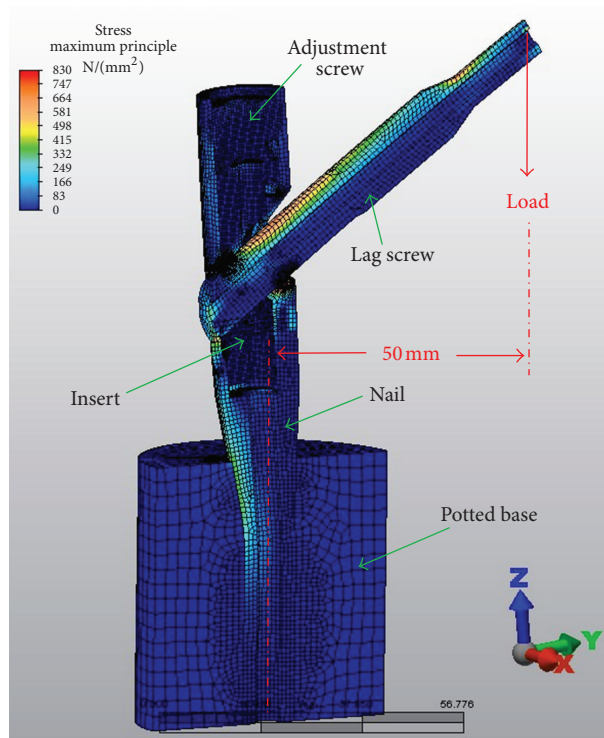 Stress
maximum principle
N/(mm²)
830
747
664
581
498
415
332
249
166
83
0
Adjustment
screw
Load
Lag screw
50 mm
Insert
Nail
Potted base
Z
Y
X
56.776